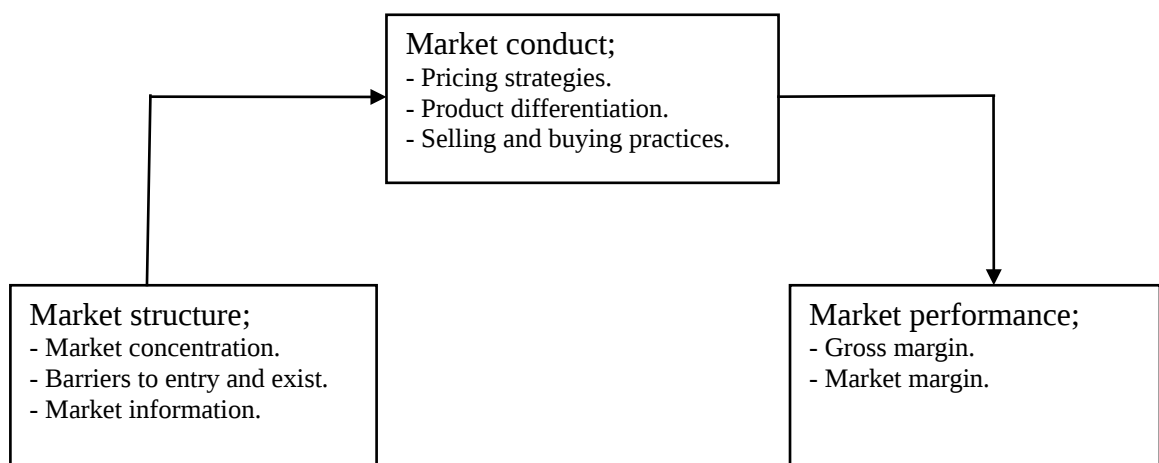 Market conduct;
- Pricing strategies.
- Product differentiation.
- Selling and buying practices.
Market structure;
- Market concentration.
- Barriers to entry and exist.
- Market information.
Market performance;
- Gross margin.
- Market margin.